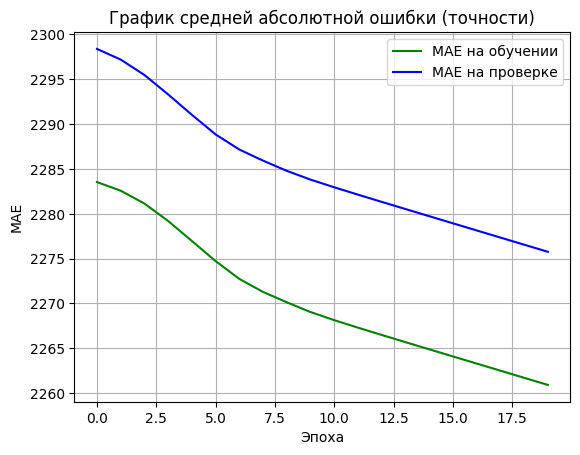 График средней абсолютной ошибки (точности)
2300
2295
2290
2285
2280
2275
2270
2265
2260
MAE
MAE на обучении
MAE на проверке
0.0 2.5 5.0 7.5 10.0 12.5 15.0 17.5
Эпоха